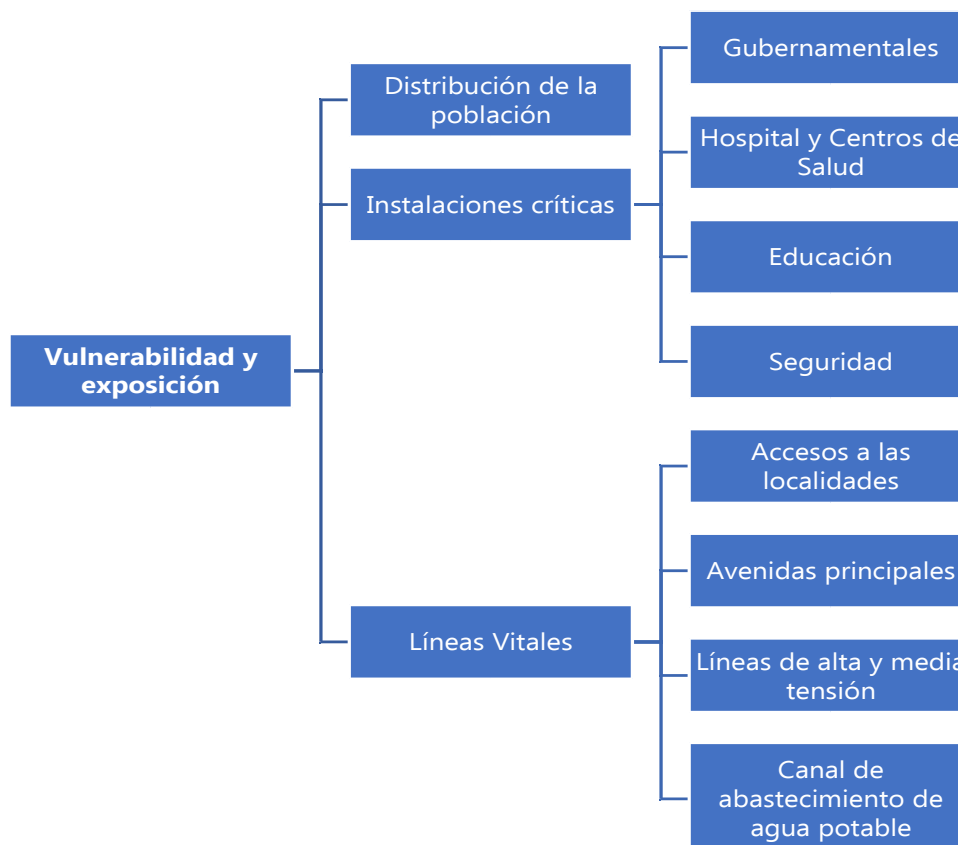 Vulnerabilidad y
exposición
Distribución de la
población
Instalaciones críticas
Gubernamentales
Hospital y Centros de
Salud
Educación
Seguridad
Líneas Vitales
Accesos a las
localidades
Avenidas principales
Líneas de alta y media
tensión
Canal de
abastecimiento de
agua potable